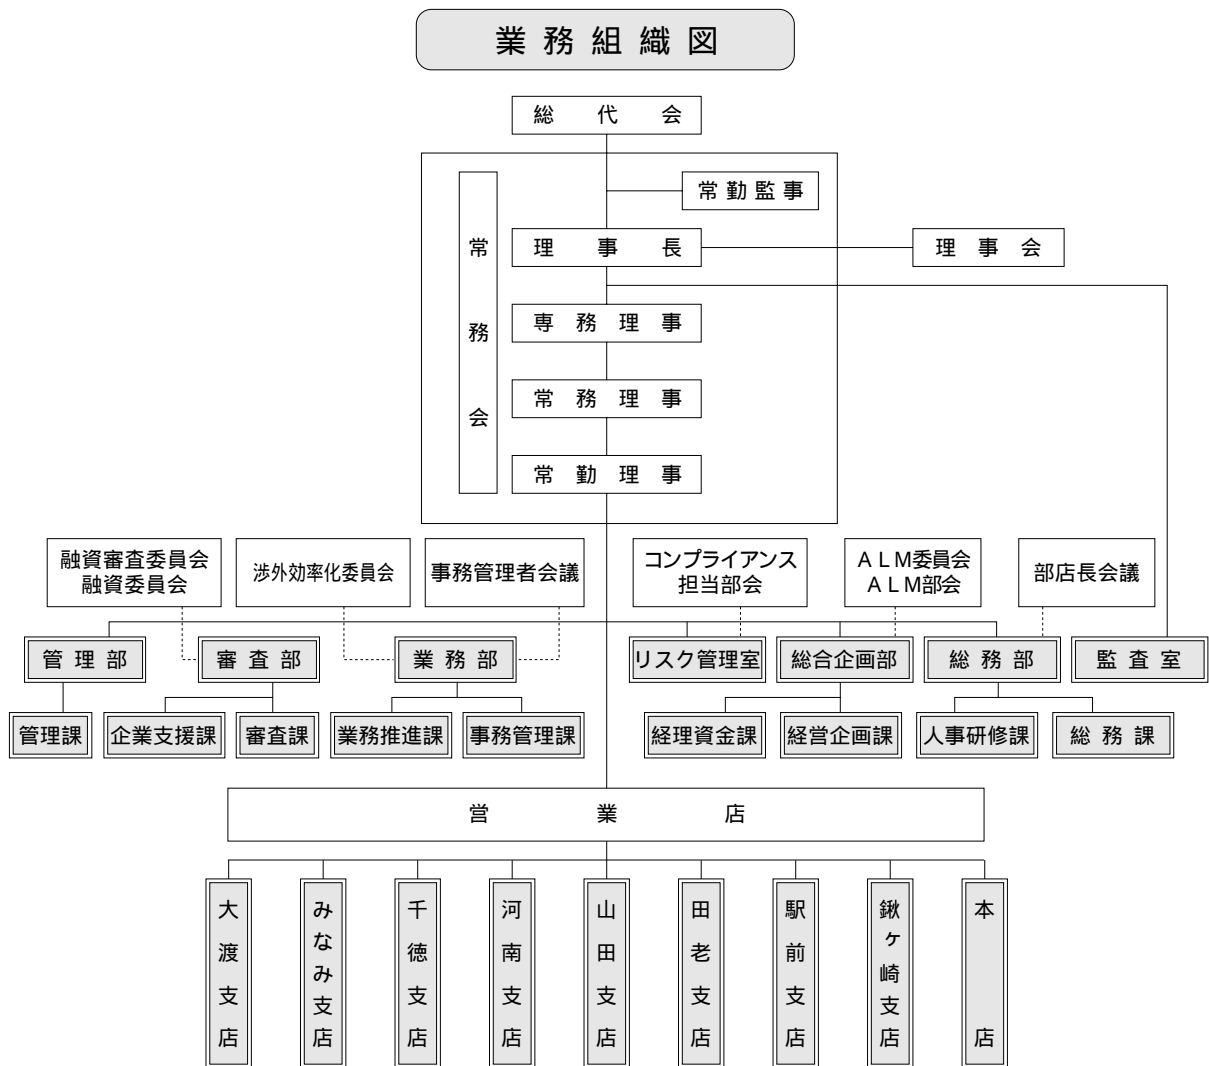 業務組織図
総代会
常勤監事
常務会
理事長
理事会
専務理事
常務理事
常勤理事
融資審査委員会
融資委員会
渉外効率化委員会
事務管理者会議
コンプライアンス
担当部会
ＡＬＭ委員会
ＡＬＭ部会
部店長会議
管理部
審査部
業務部
リスク管理室
総合企画部
総務部
監査室
管理課
企業支援課
審査課
業務推進課
事務管理課
経理資金課
経営企画課
人事研修課
総務課
営業店
大渡支店
みなみ支店
千徳支店
河南支店
山田支店
田老支店
駅前支店
鍬ヶ崎支店
本店